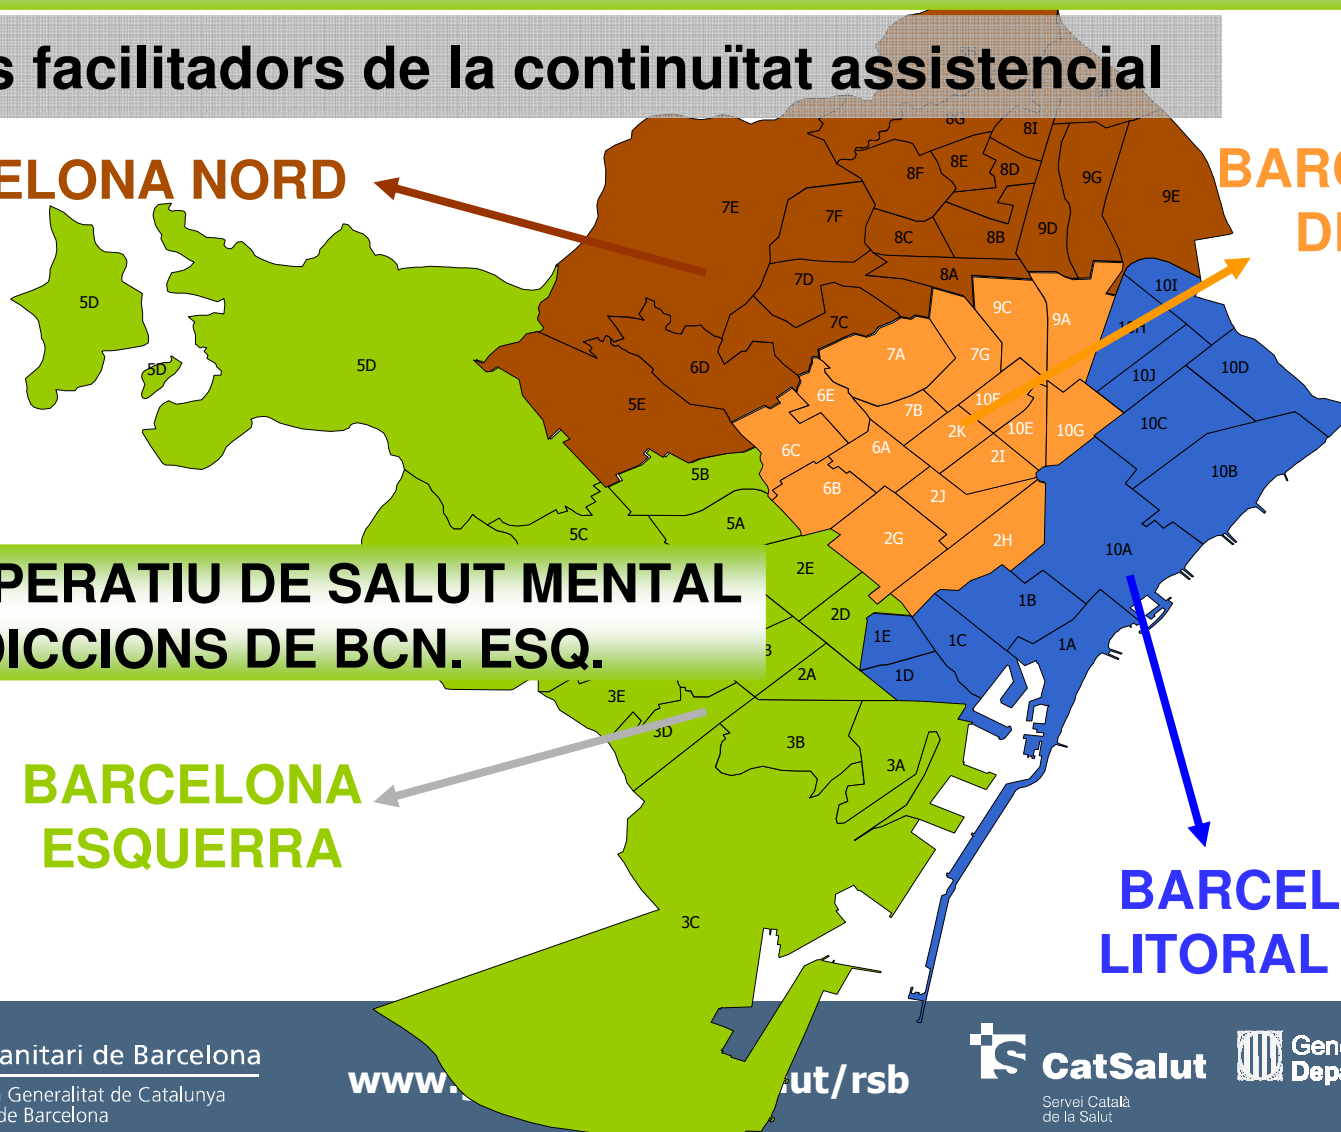 s facilitadors de la continuïtat assistencial
ELONA NORD
BARC
DI
8G
8I
8F
8E
8D
9G
9E
7E
7F
8C
8B
9D
7D
8A
10I
5D
7C
9C
9A
10H
5D
5D
6D
7A
7G
10J
10D
5E
6E
7B
10F
2K
10E
10G
10C
6C
6A
2I
5B
6B
2J
10B
5C
5A
2G
2H
10A
PERATIU DE SALUT MENTAL
DICCIONS DE BCN. ESQ.
2E
2D
1B
1E
1C
1A
2A
1D
3E
3D
3B
3A
BARCELONA
ESQUERRA
3C
BARCEL
LITORAL
anitari de Barcelona
Generalitat de Catalunya
de Barcelona
www.
ut/rsb
CatSalut
Servei Català
de la Salut
Gene
Depa